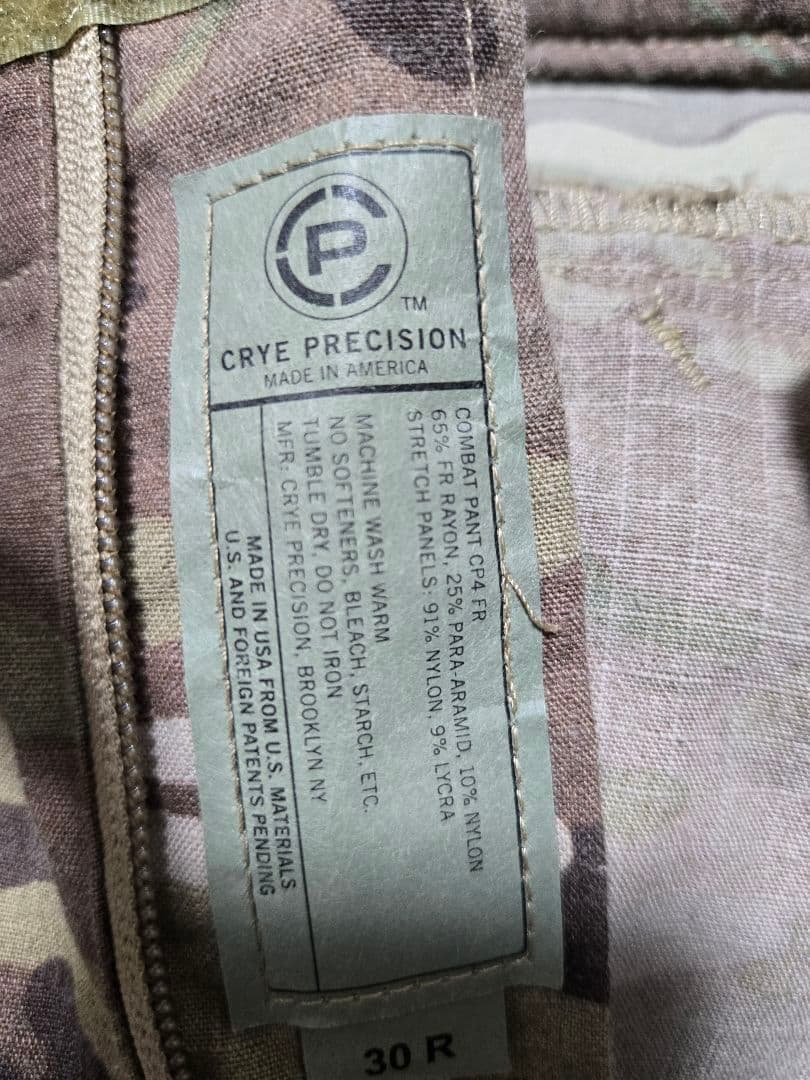 CP
TM
CRYE PRECISION
MADE IN AMERICA
COMBAT PANT CP4 FR
65% FR RAYON, 25% PARA-ARAMID, 10% NYLON
STRETCH PANELS: 91% NYLON, 9% LYCRA
MACHINE WASH WARM
NO SOFTENERS, BLEACH, STARCH, ETC.
TUMBLE DRY. DO NOT IRON
MFR: CRYE PRECISION, BROOKLYN NY
MADE IN USA FROM U.S. MATERIALS
U.S. AND FOREIGN PATENTS PENDING
30 R